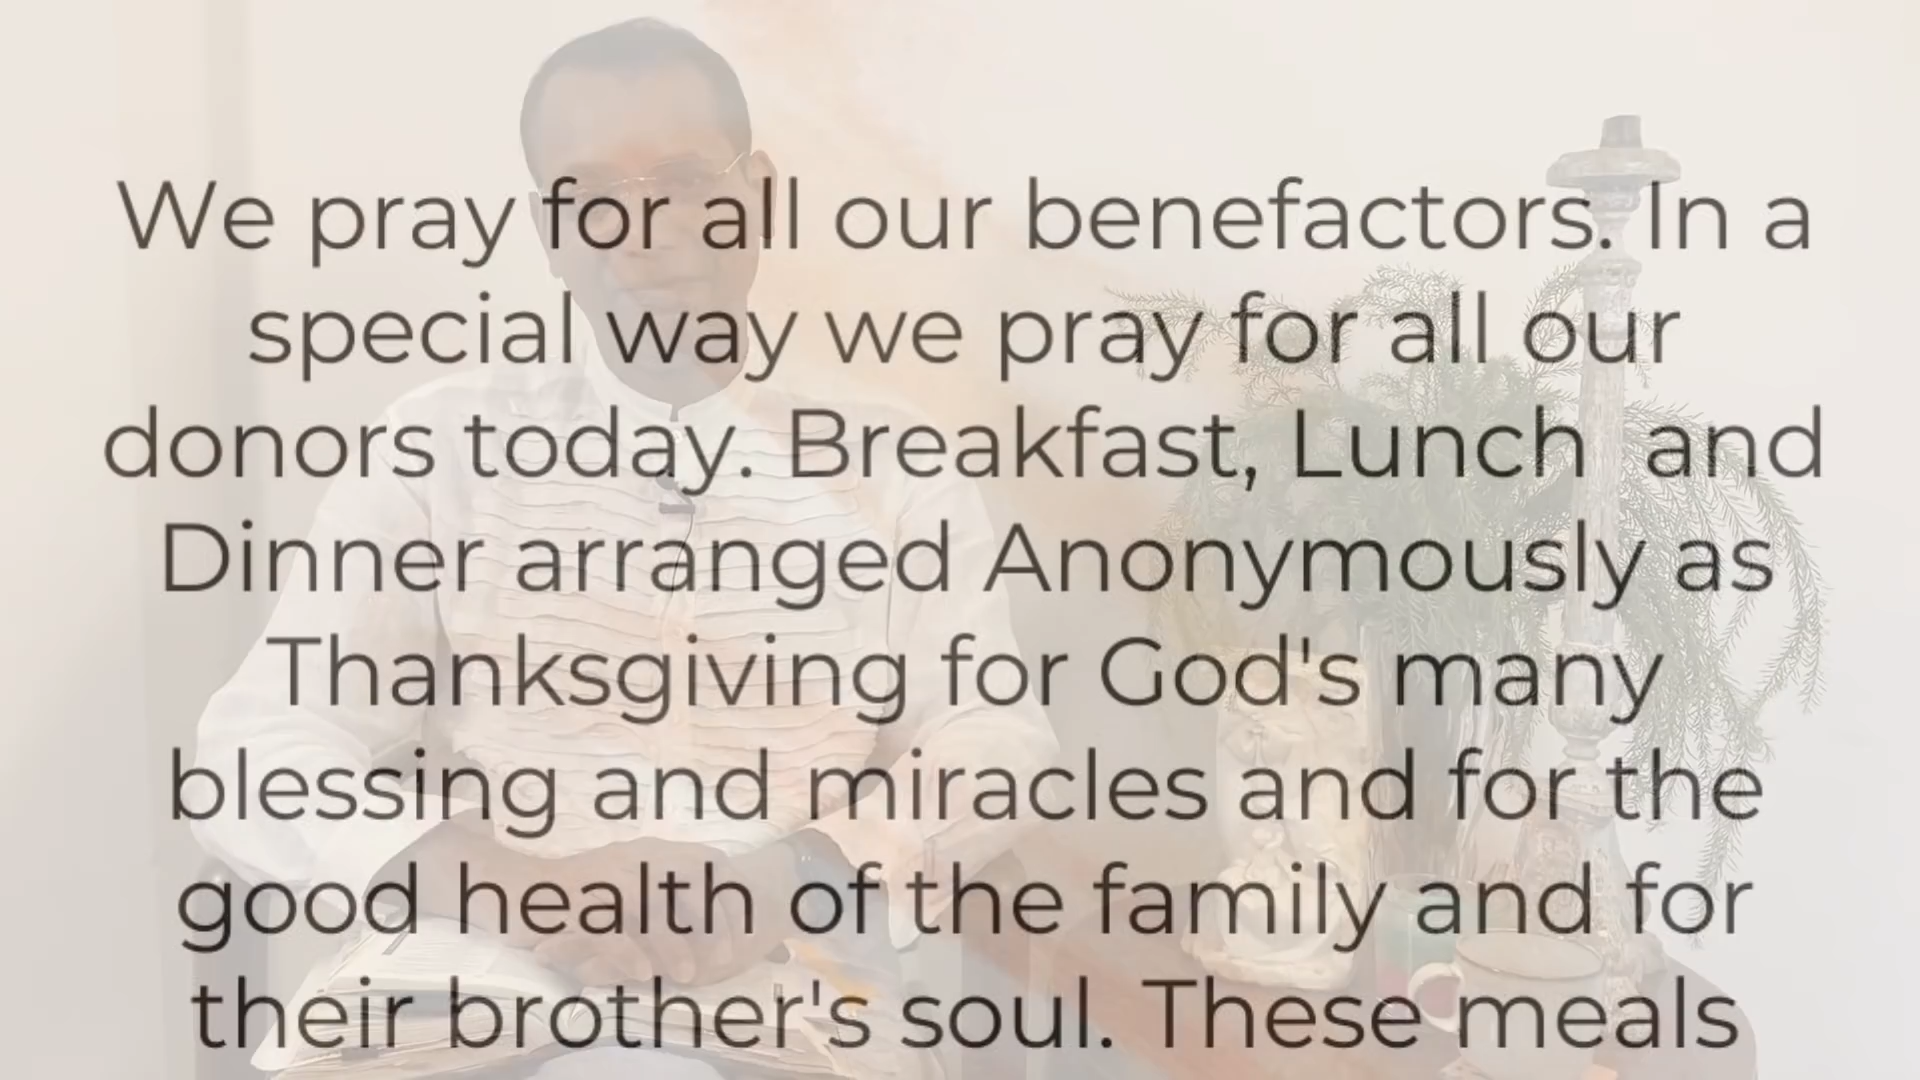 We pray for all our benefactors. In a
special way we pray for all our
donors today. Breakfast, Lunch  and
Dinner arranged Anonymously as
Thanksgiving for God's many
blessing and miracles and for the
good health of the family and for
their brother's soul. These meals